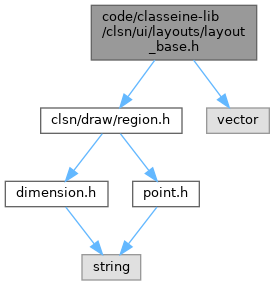 code/classeine-lib
/clsn/ui/layouts/layout
_base.h
clsn/draw/region.h
vector
dimension.h
point.h
string